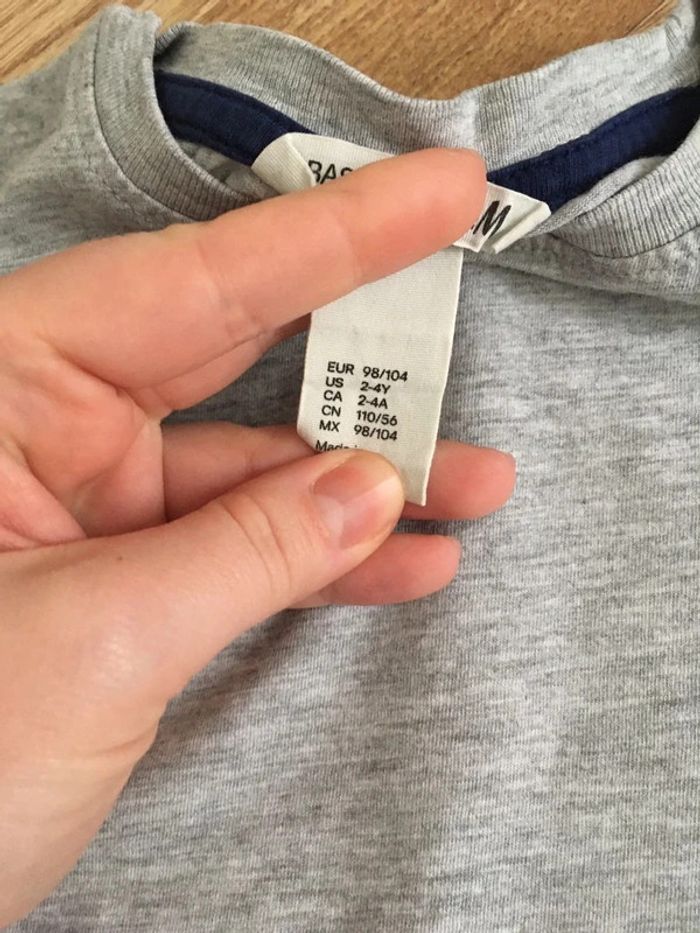 EUR 98/104
US 2-4Y
CA 2-4A
CN 110/56
MX 98/104